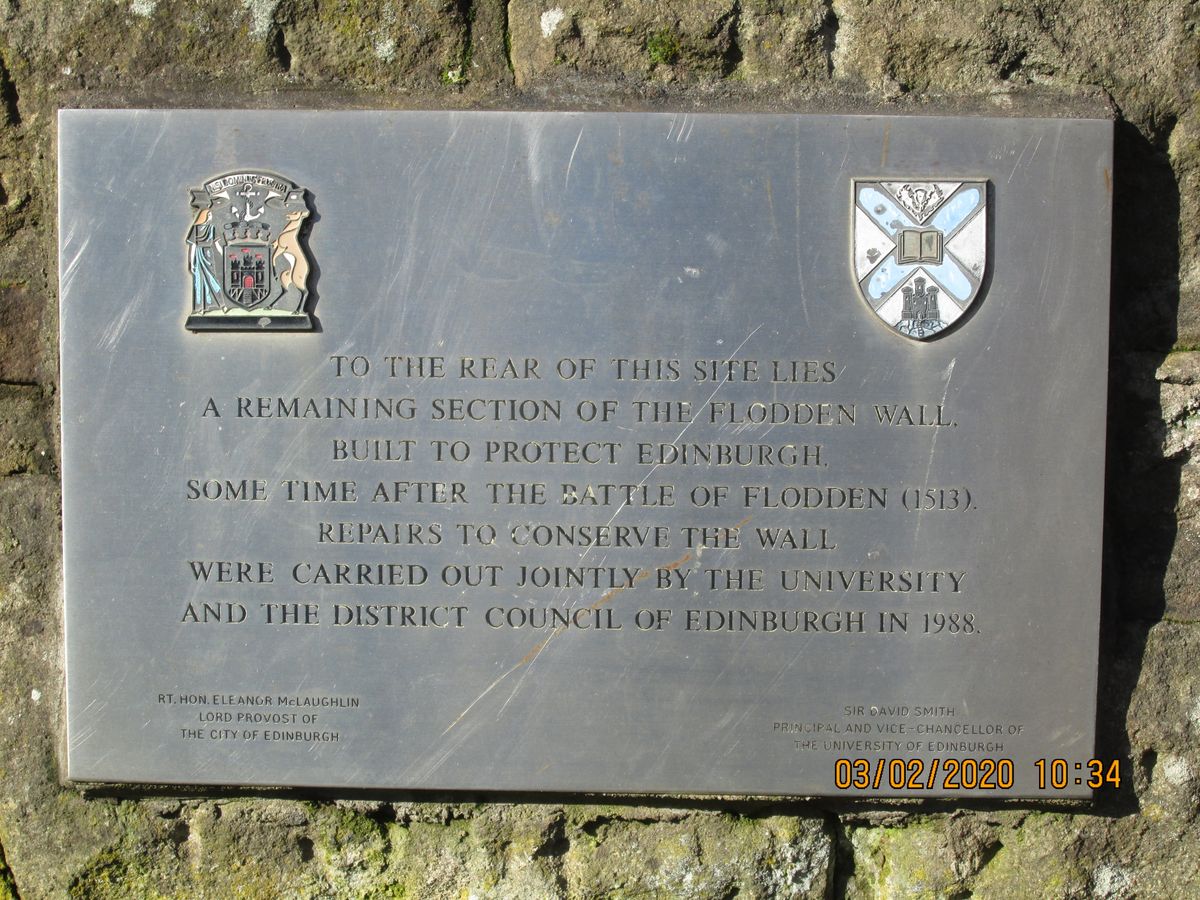 NISI DOMINUS FRUSTRA
TO THE REAR OF THIS SITE LIES
A REMAINING SECTION OF THE FLODDEN WALL,
BUILT TO PROTECT EDINBURGH,
SOME TIME AFTER THE BATTLE OF FLODDEN (1513).
REPAIRS TO CONSERVE THE WALL
WERE CARRIED OUT JOINTLY BY THE UNIVERSITY
AND THE DISTRICT COUNCIL OF EDINBURGH IN 1988.
RT. HON. ELEANOR McLAUGHLIN
LORD PROVOST OF
THE CITY OF EDINBURGH
SIR DAVID SMITH
PRINCIPAL AND VICE-CHANCELLOR OF
THE UNIVERSITY OF EDINBURGH
03/02/2020 10:34